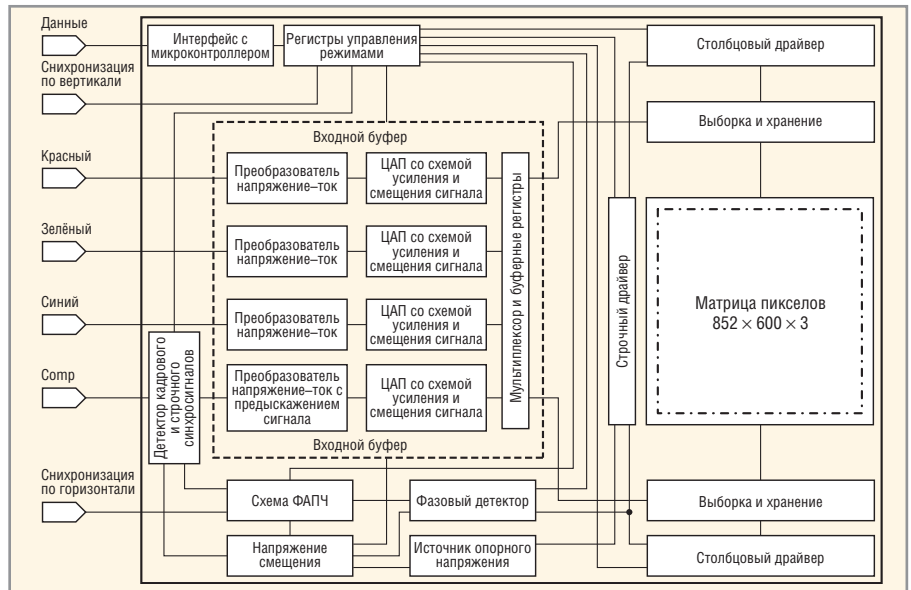 Данные
Снихронизация
по вертикали
Красный
Зелёный
Синий
Comp
Снихронизация
по горизонтали
Интерфейс с
микроконтроллером
Регистры управления
режимами
Столбцовый драйвер
Выборка и хранение
Входной буфер
Преобразователь
напряжение–ток
ЦАП со схемой
усиления и
смещения сигнала
Преобразователь
напряжение–ток
ЦАП со схемой
усиления и
смещения сигнала
Преобразователь
напряжение–ток
ЦАП со схемой
усиления и
смещения сигнала
Преобразователь
напряжение–ток с
предыскажением
сигнала
ЦАП со схемой
усиления и
смещения сигнала
Входной буфер
Мультиплексор и буферные регистры
Строчный драйвер
Матрица пикселов
852 × 600 × 3
Детектор кадрового
и строчного
синхросигналов
Схема ФАПЧ
Фазовый детектор
Выборка и хранение
Напряжение
смещения
Источник опорного
напряжения
Столбцовый драйвер